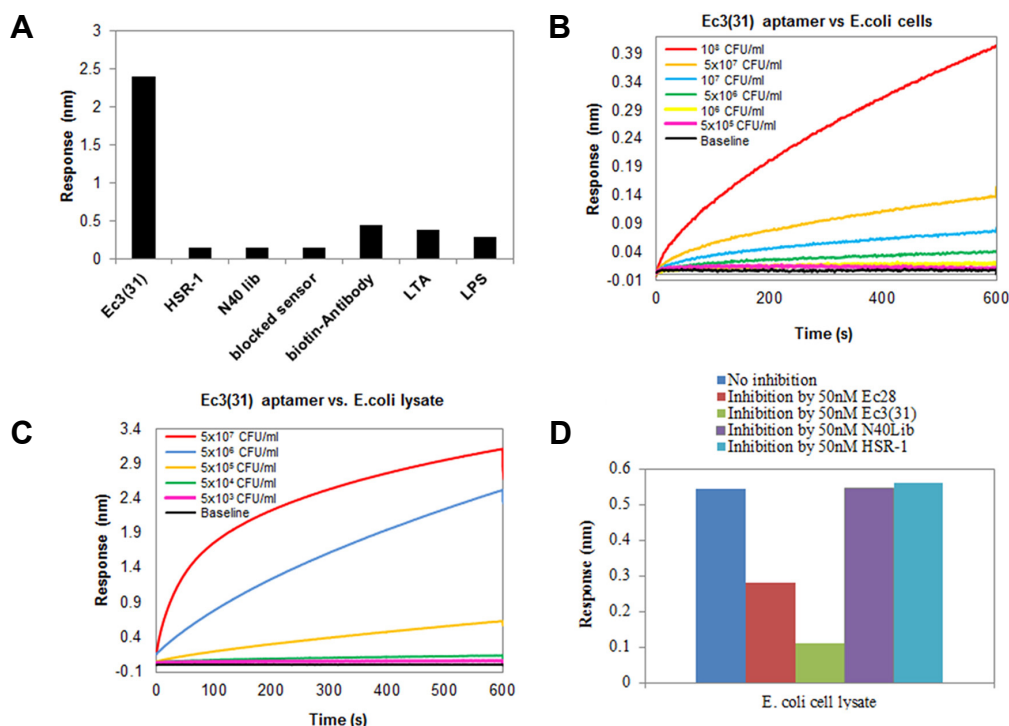 A
3
2.5
2
1.5
1
0.5
0
Response (nm)
Ec3(31)
HSR-1
N40 lib
blocked sensor
biotin-Antibody
LTA
LPS
B
Ec3(31) aptamer vs E.coli cells
0.39
0.34
0.29
0.24
0.19
0.14
0.09
0.04
-0.01
Response (nm)
10⁸ CFU/ml
5x10⁷ CFU/ml
10⁷ CFU/ml
5x10⁶ CFU/ml
10⁶ CFU/ml
5x10⁵ CFU/ml
Baseline
0 200 400 600
Time (s)
C
Ec3(31) aptamer vs. E.coli lysate
3.4
2.9
2.4
1.9
1.4
0.9
0.4
-0.1
Response (nm)
5x10⁷ CFU/ml
5x10⁶ CFU/ml
5x10⁵ CFU/ml
5x10⁴ CFU/ml
5x10³ CFU/ml
Baseline
0 100 200 300 400 500 600
Time (s)
D
No inhibition
Inhibition by 50nM Ec28
Inhibition by 50nM Ec3(31)
Inhibition by 50nM N40Lib
Inhibition by 50nM HSR-1
0.6
0.5
0.4
0.3
0.2
0.1
0
Response (nm)
E. coli cell lysate